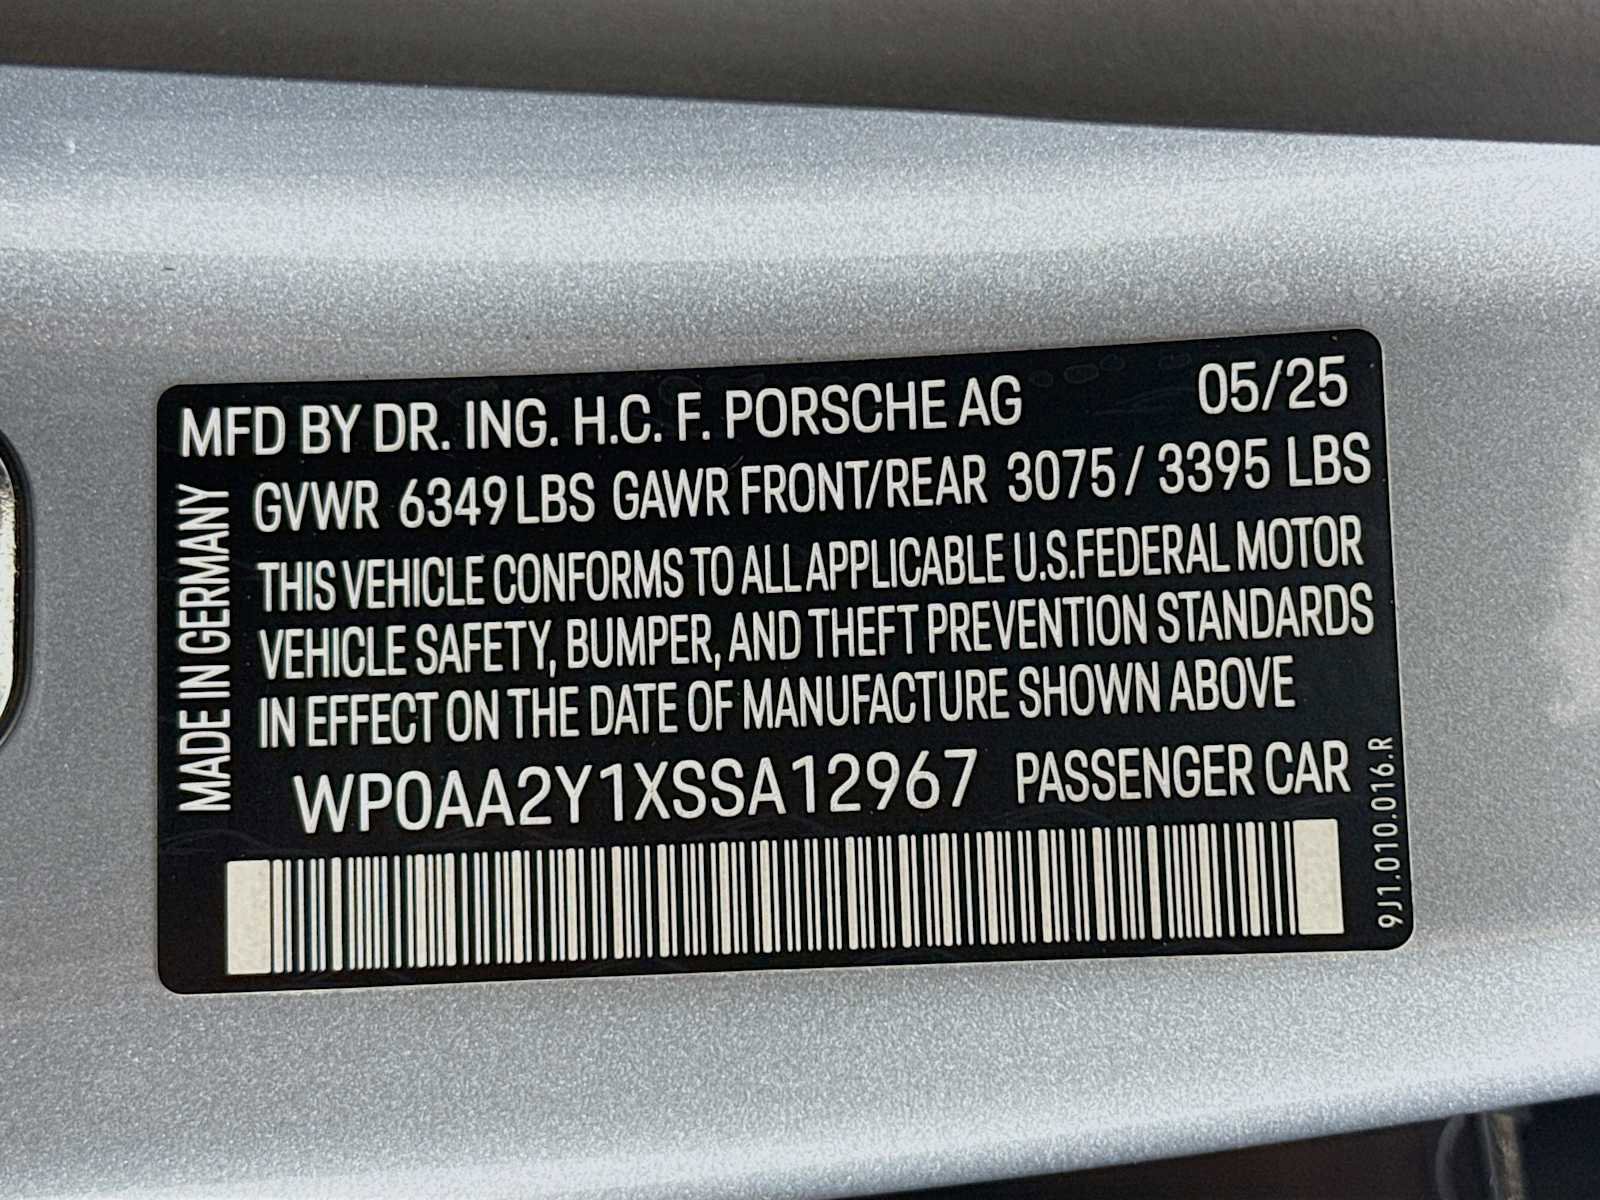 MFD BY DR. ING. H.C. F. PORSCHE AG 05/25
GVWR 6349 LBS GAWR FRONT/REAR 3075 / 3395 LBS
THIS VEHICLE CONFORMS TO ALL APPLICABLE U.S. FEDERAL MOTOR
VEHICLE SAFETY, BUMPER, AND THEFT PREVENTION STANDARDS
IN EFFECT ON THE DATE OF MANUFACTURE SHOWN ABOVE
WP0AA2Y1XSSA12967 PASSENGER CAR
MADE IN GERMANY
9J1.010.016.R